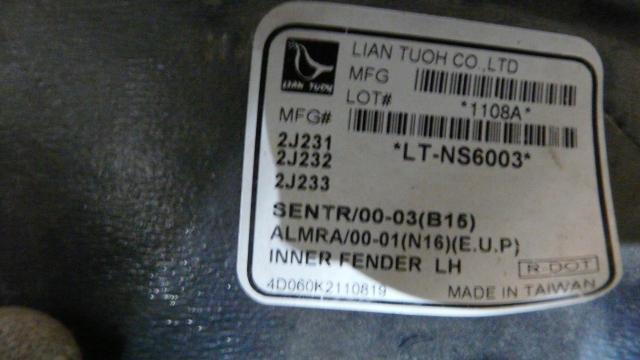 LIAN TUOH CO.,LTD
LIAN TUOH
MFG
LOT#
*1108A*
MFG#
*LT-NS6003*
2J231
2J232
2J233
SENTR/00-03(B15)
ALMRA/00-01(N16)(E.U.P)
INNER FENDER LH
R-DOT
4D060K2110819
MADE IN TAIWAN